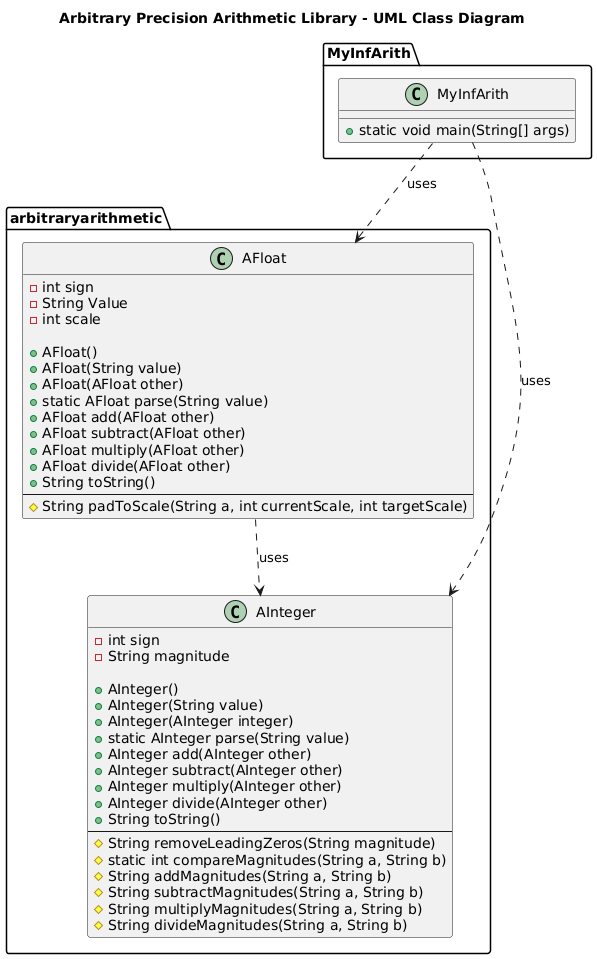 Arbitrary Precision Arithmetic Library - UML Class Diagram
MyInfArith
C MyInfArith
static void main(String[] args)
uses
uses
arbitraryarithmetic
C AFloat
int sign
String Value
int scale
AFloat()
AFloat(String value)
AFloat(AFloat other)
static AFloat parse(String value)
AFloat add(AFloat other)
AFloat subtract(AFloat other)
AFloat multiply(AFloat other)
AFloat divide(AFloat other)
String toString()
String padToScale(String a, int currentScale, int targetScale)
uses
C AInteger
int sign
String magnitude
AInteger()
AInteger(String value)
AInteger(AInteger integer)
static AInteger parse(String value)
AInteger add(AInteger other)
AInteger subtract(AInteger other)
AInteger multiply(AInteger other)
AInteger divide(AInteger other)
String toString()
String removeLeadingZeros(String magnitude)
static int compareMagnitudes(String a, String b)
String addMagnitudes(String a, String b)
String subtractMagnitudes(String a, String b)
String multiplyMagnitudes(String a, String b)
String divideMagnitudes(String a, String b)